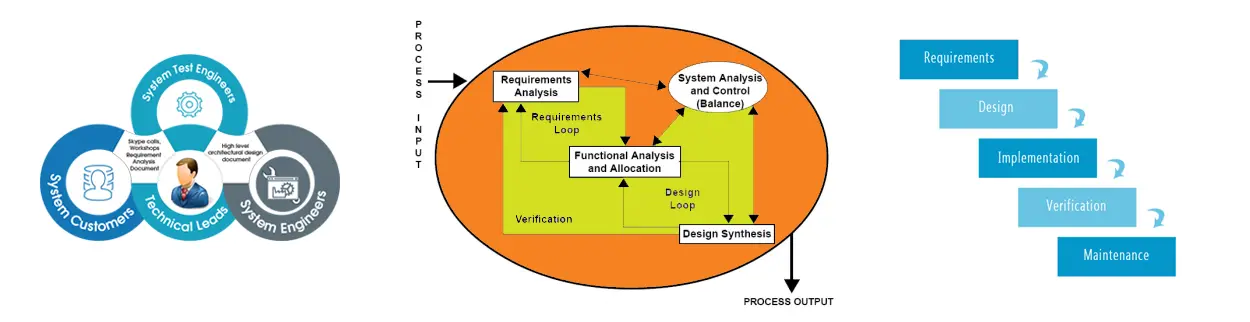 System Test Engineers
Skype calls,
Workshops
Requirement
Analysis
Document
High level
architectural design
document
System Customers
Technical Leads
System Engineers
PROCESS INPUT
Requirements
Analysis
System Analysis
and Control
(Balance)
Requirements
Loop
Functional Analysis
and Allocation
Design
Loop
Verification
Design Synthesis
PROCESS OUTPUT
Requirements
Design
Implementation
Verification
Maintenance